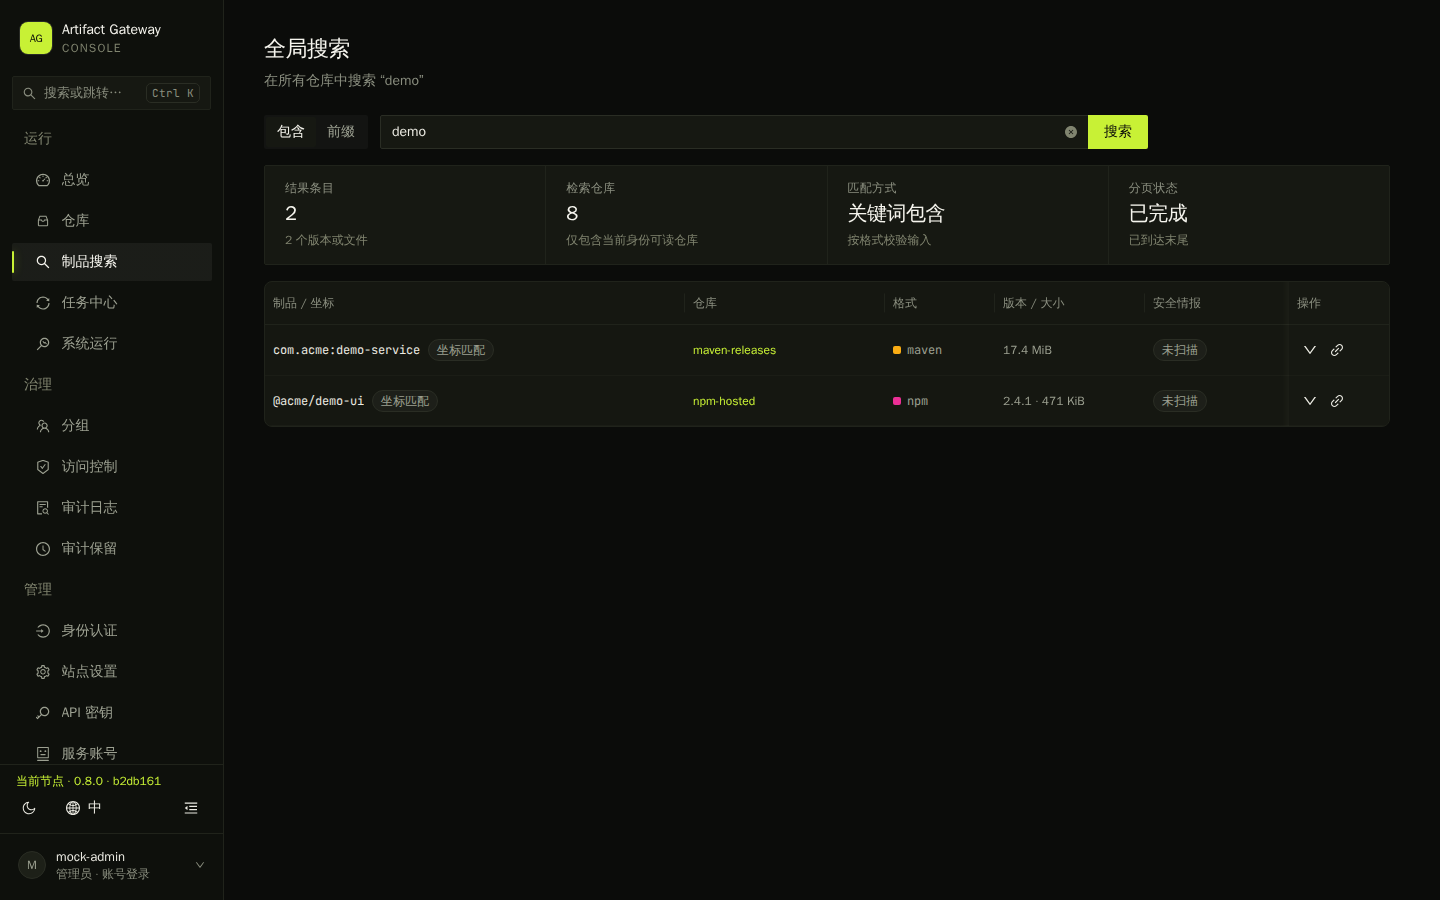 AG
Artifact Gateway
CONSOLE
搜索或跳转…
Ctrl K
运行
总览
仓库
制品搜索
任务中心
系统运行
治理
分组
访问控制
审计日志
审计保留
管理
身份认证
站点设置
API 密钥
服务账号
当前节点 · 0.8.0 · b2db161
中
M
mock-admin
管理员 · 账号登录
全局搜索
在所有仓库中搜索 “demo”
包含 前缀 demo 搜索
结果条目
2
2 个版本或文件
检索仓库
8
仅包含当前身份可读仓库
匹配方式
关键词包含
按格式校验输入
分页状态
已完成
已到达末尾
制品 / 坐标 仓库 格式 版本 / 大小 安全情报 操作
com.acme:demo-service 坐标匹配 maven-releases maven 17.4 MiB 未扫描
@acme/demo-ui 坐标匹配 npm-hosted npm 2.4.1 · 471 KiB 未扫描